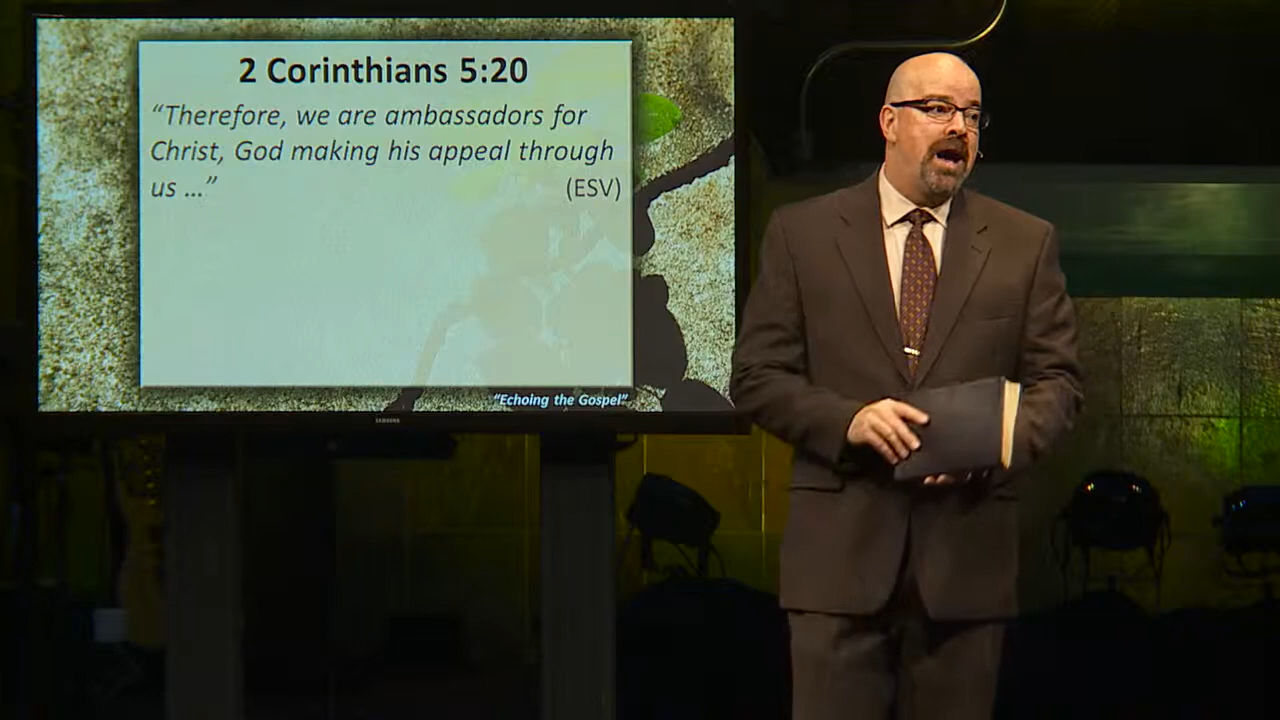 2 Corinthians 5:20
“Therefore, we are ambassadors for
Christ, God making his appeal through
us ...”
(ESV)
“Echoing the Gospel”
SAMSUNG